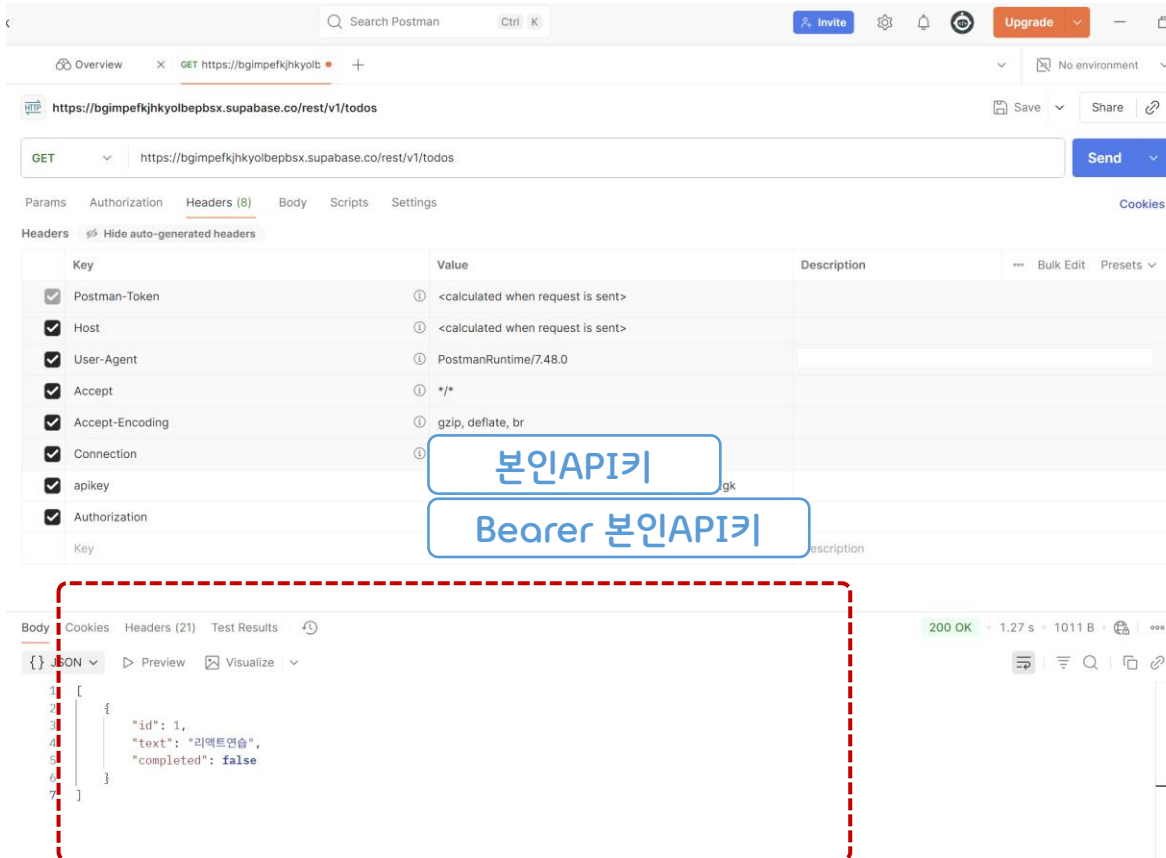 Search Postman Ctrl K Invite Upgrade
Overview × GET https://bgimpefkjhkyolb + No environment
HTTP https://bgimpefkjhkyolbepbsx.supabase.co/rest/v1/todos Save Share
GET https://bgimpefkjhkyolbepbsx.supabase.co/rest/v1/todos Send
Params Authorization Headers (8) Body Scripts Settings Cookies
Headers Hide auto-generated headers
Key Value Description ••• Bulk Edit Presets
Postman-Token <calculated when request is sent>
Host <calculated when request is sent>
User-Agent PostmanRuntime/7.48.0
Accept */*
Accept-Encoding gzip, deflate, br
Connection
본인API키
apikey gk
Authorization
Bearer 본인API키
Key
Body Cookies Headers (21) Test Results 200 OK • 1.27 s • 1011 B •••
{} JSON Preview Visualize
1 [
2 {
3 "id": 1,
4 "text": "리액트연습",
5 "completed": false
6 }
7 ]